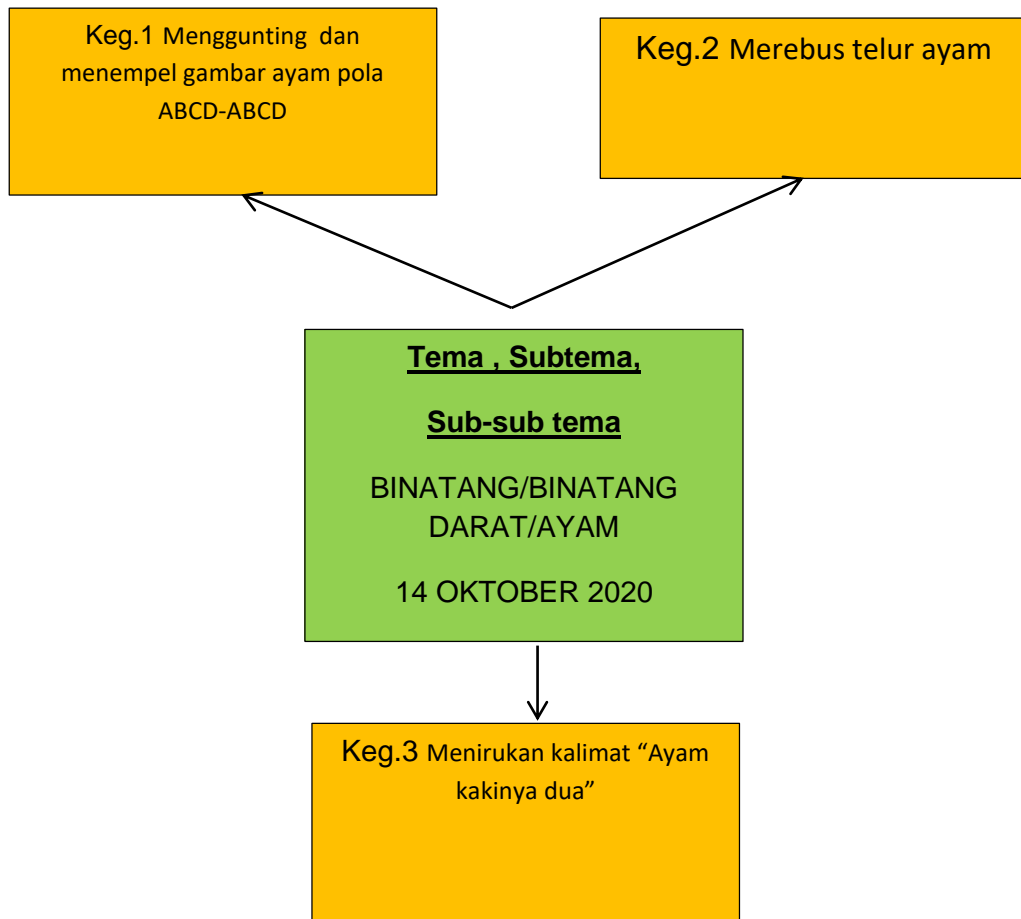 Keg.1 Menggunting  dan
menempel gambar ayam pola
ABCD-ABCD
Keg.2 Merebus telur ayam
Tema , Subtema,
Sub-sub tema
BINATANG/BINATANG
DARAT/AYAM
14 OKTOBER 2020
Keg.3 Menirukan kalimat “Ayam
kakinya dua”